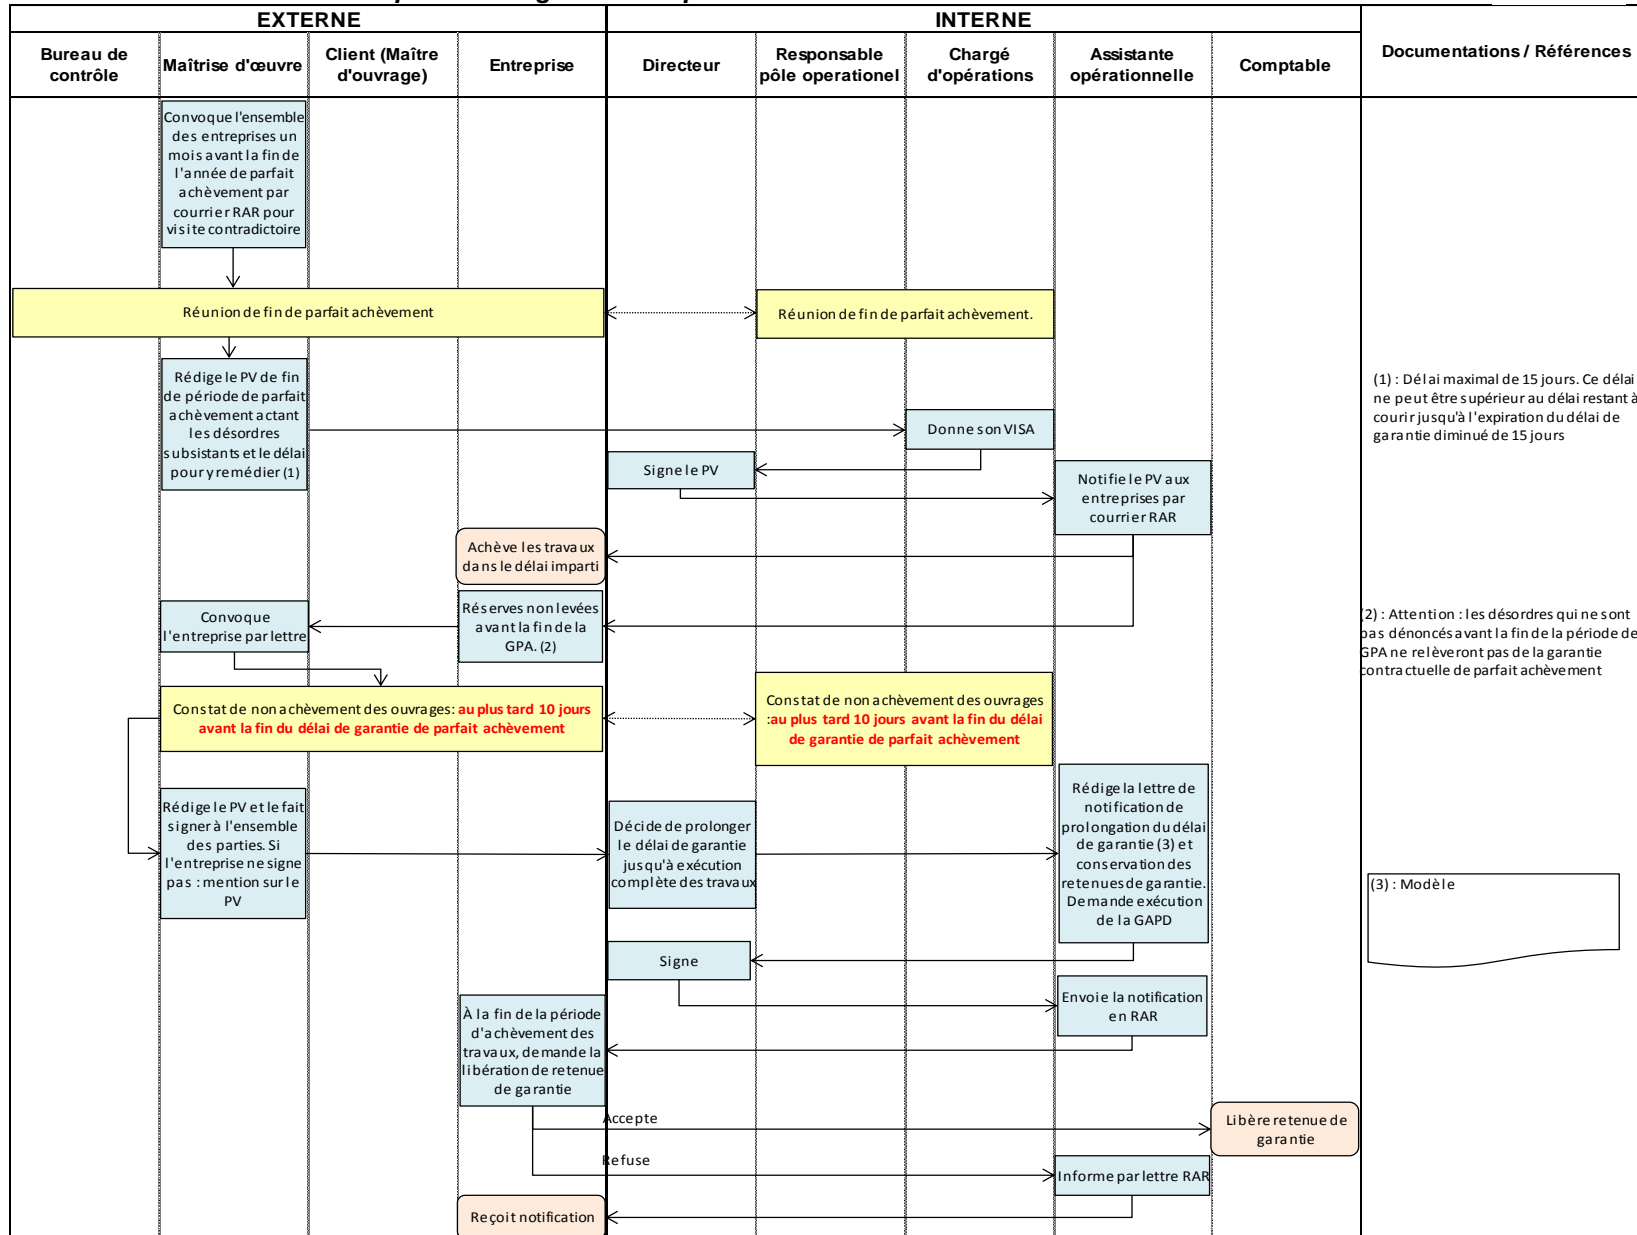 EXTERNE
INTERNE
Bureau de
contrôle
Maîtrise d'œuvre
Client (Maître
d'ouvrage)
Entreprise
Directeur
Responsable
pôle operationel
Chargé
d'opérations
Assistante
opérationnelle
Comptable
Documentations / Références
Convoque l'ensemble
des entreprises un
mois avant la fin de
l'année de parfait
achèvement par
courrier RAR pour
visite contradictoire
Réunion de fin de parfait achèvement
Réunion de fin de parfait achèvement.
Rédige le PV de fin
de période de parfait
achèvement actant
les désordres
subsistants et le délai
pour y remédier (1)
(1) : Délai maximal de 15 jours. Ce délai
ne peut être supérieur au délai restant à
courir jusqu'à l'expiration du délai de
garantie diminué de 15 jours
Donne son VISA
Signe le PV
Notifie le PV aux
entreprises par
courrier RAR
Achève les travaux
dans le délai imparti
Convoque
l'entreprise par lettre
Réserves non levées
avant la fin de la
GPA. (2)
(2) : Attention : les désordres qui ne sont
pas dénoncés avant la fin de la période de
GPA ne relèveront pas de la garantie
contractuelle de parfait achèvement
Constat de non achèvement des ouvrages: au plus tard 10 jours
avant la fin du délai de garantie de parfait achèvement
Constat de non achèvement des ouvrages
:au plus tard 10 jours avant la fin du délai
de garantie de parfait achèvement
Rédige le PV et le fait
signer à l'ensemble
des parties. Si
l'entreprise ne signe
pas : mention sur le
PV
Décide de prolonger
le délai de garantie
jusqu'à exécution
complète des travaux
Rédige la lettre de
notification de
prolongation du délai
de garantie (3) et
conservation des
retenues de garantie.
Demande exécution
de la GAPD
(3) : Modèle
Signe
Envoie la notification
en RAR
À la fin de la période
d'achèvement des
travaux, demande la
libération de retenue
de garantie
Accepte
Libère retenue de
garantie
Refuse
Informe par lettre RAR
Reçoit notification